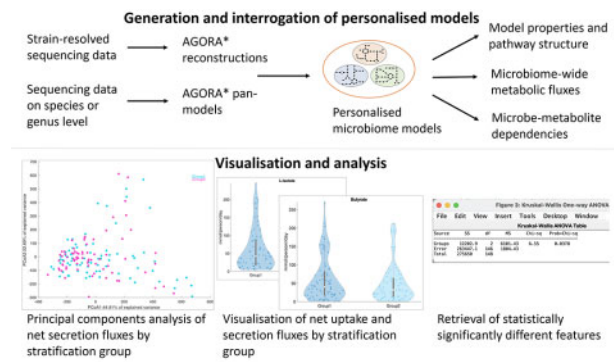 Generation and interrogation of personalised models
Strain-resolved
sequencing data
AGORA*
reconstructions
Sequencing data
on species or
genus level
AGORA* pan-
models
Personalised
microbiome models
Model properties and
pathway structure
Microbiome-wide
metabolic fluxes
Microbe-metabolite
dependencies
Visualisation and analysis
L-lactate
Butyrate
Group1
Group1
Group2
Figure 2: Kruskal-Wallis One-way ANOVA
File Edit View Insert Tools Desktop Window
Kruskal-Wallis ANOVA Table
Source SS df MS Chi-sq Prob>Chi-sq
Groups
Error
Total
Principal components analysis of
net secretion fluxes by
stratification group
Visualisation of net uptake and
secretion fluxes by stratification
group
Retrieval of statistically
significantly different features